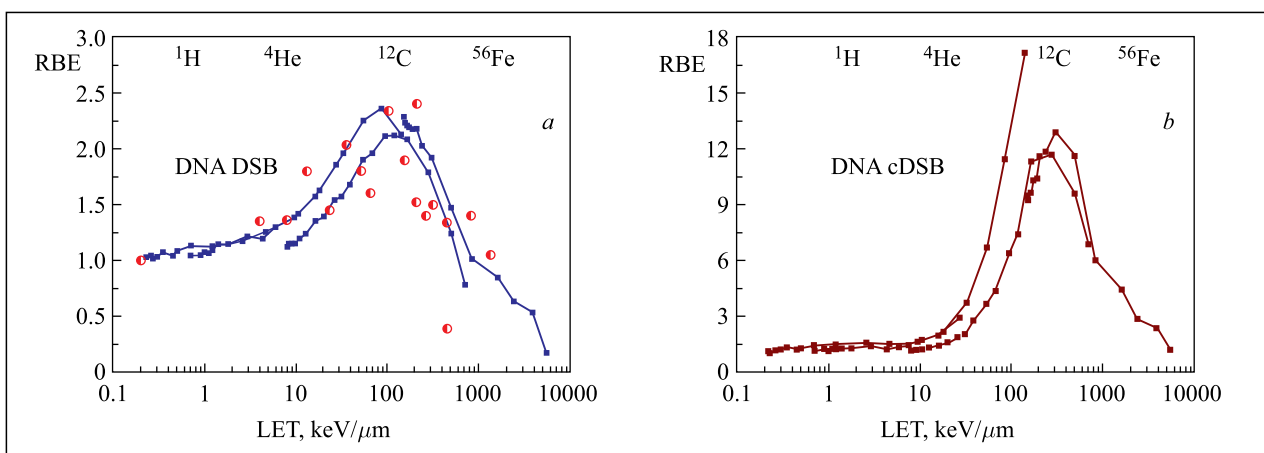 3.0
RBE
2.5
2.0
1.5
1.0
0.5
0
¹H ⁴He ¹²C ⁵⁶Fe
a
DNA DSB
0.1 1 10 100 1000 10000
LET, keV/μm
18
RBE
15
12
9
6
3
0
¹H ⁴He ¹²C ⁵⁶Fe
b
DNA cDSB
0.1 1 10 100 1000 10000
LET, keV/μm